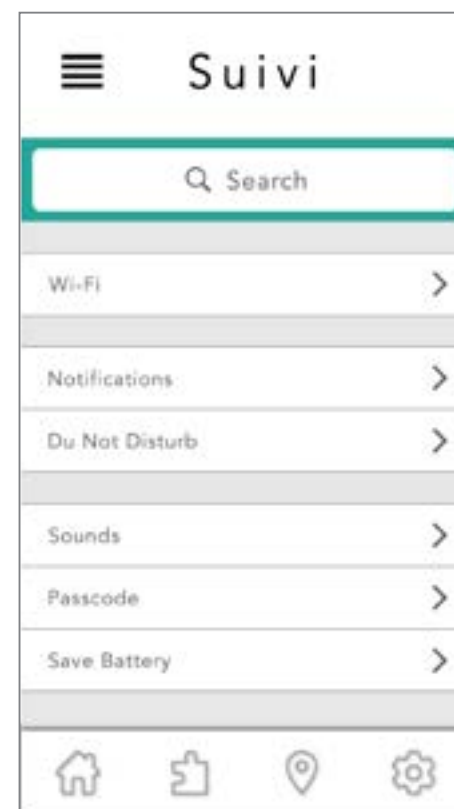 Suivi
Search
Wi-Fi
Notifications
Du Not Disturb
Sounds
Passcode
Save Battery